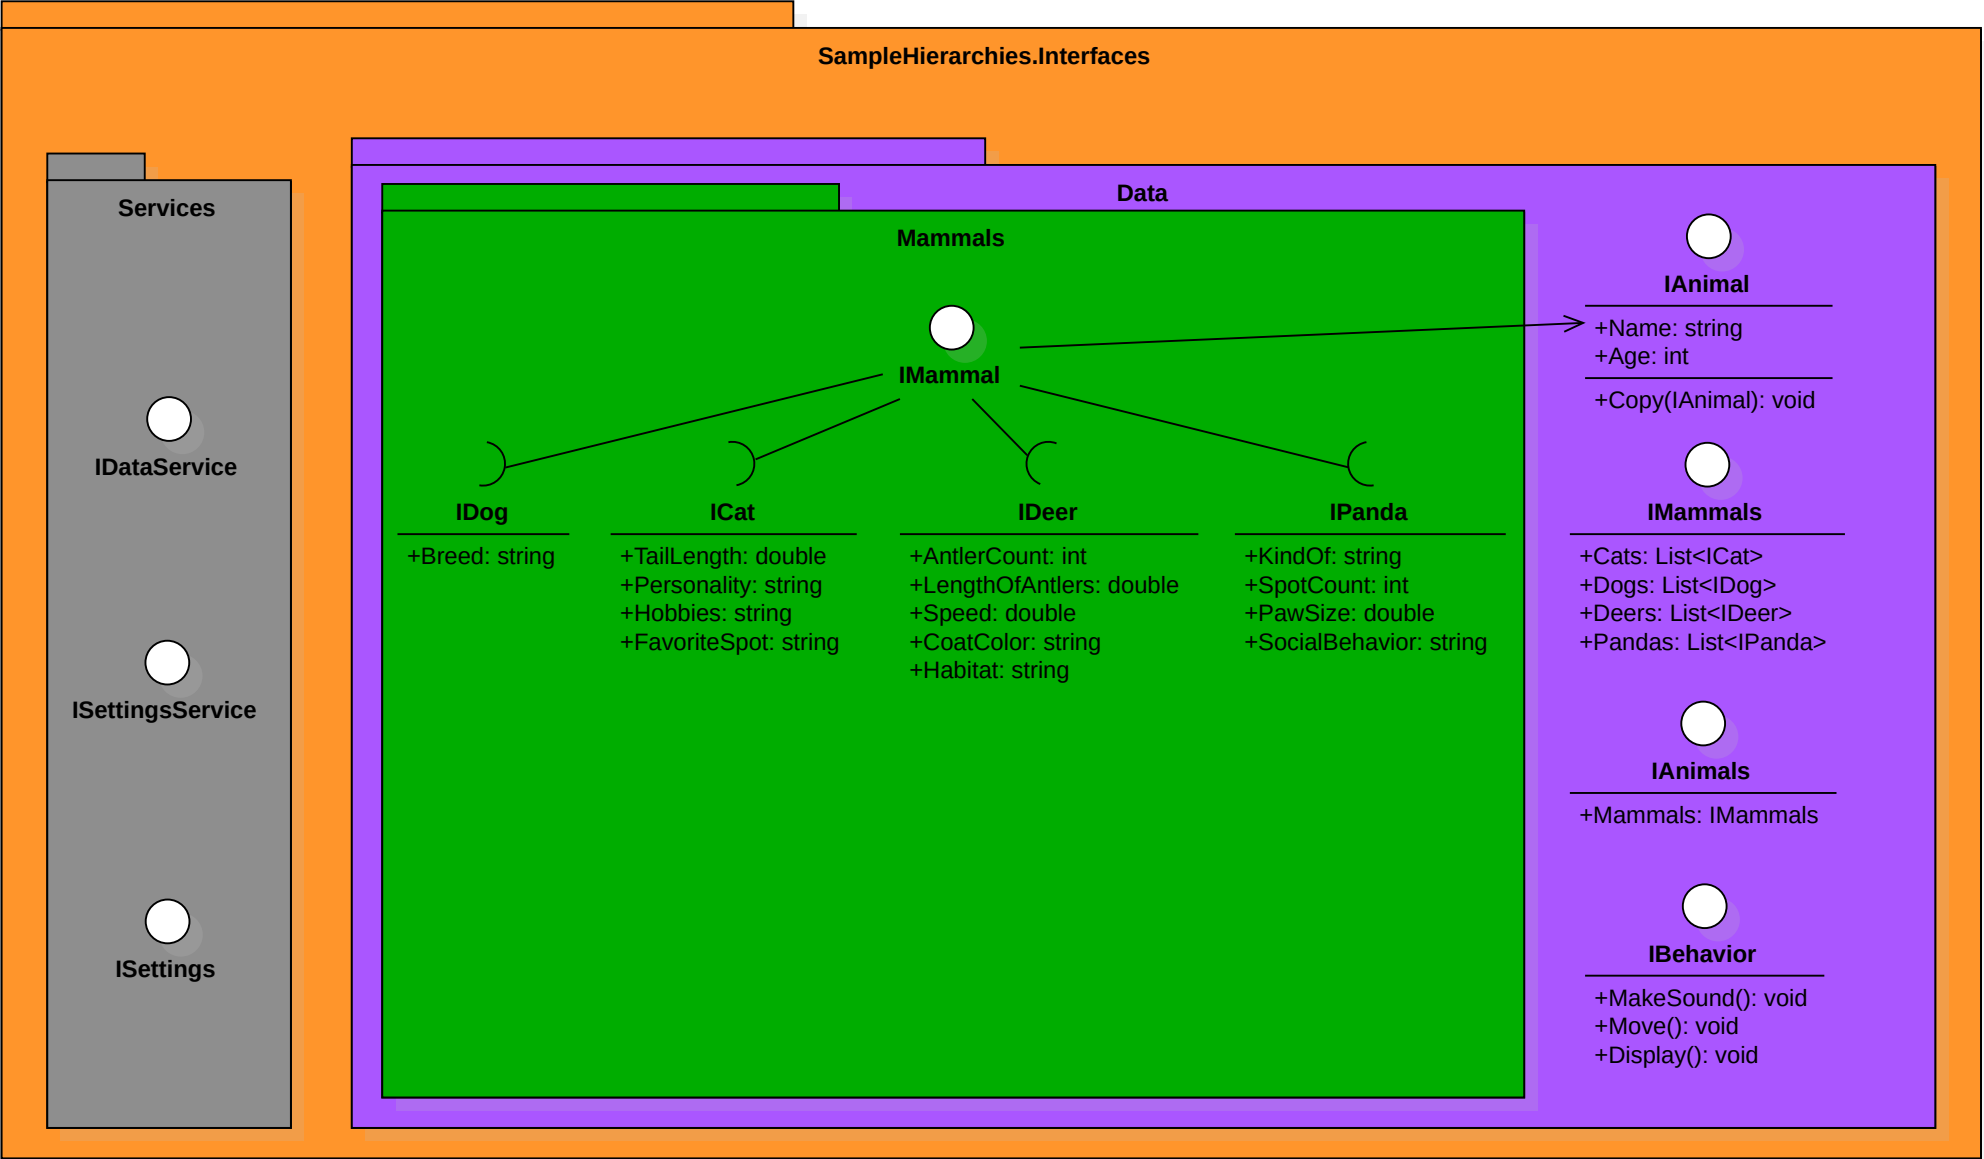 SampleHierarchies.Interfaces
Services
IDataService
ISettingsService
ISettings
Data
Mammals
IMammal
IDog
+Breed: string
ICat
+TailLength: double
+Personality: string
+Hobbies: string
+FavoriteSpot: string
IDeer
+AntlerCount: int
+LengthOfAntlers: double
+Speed: double
+CoatColor: string
+Habitat: string
IPanda
+KindOf: string
+SpotCount: int
+PawSize: double
+SocialBehavior: string
IAnimal
+Name: string
+Age: int
+Copy(IAnimal): void
IMammals
+Cats: List<ICat>
+Dogs: List<IDog>
+Deers: List<IDeer>
+Pandas: List<IPanda>
IAnimals
+Mammals: IMammals
IBehavior
+MakeSound(): void
+Move(): void
+Display(): void